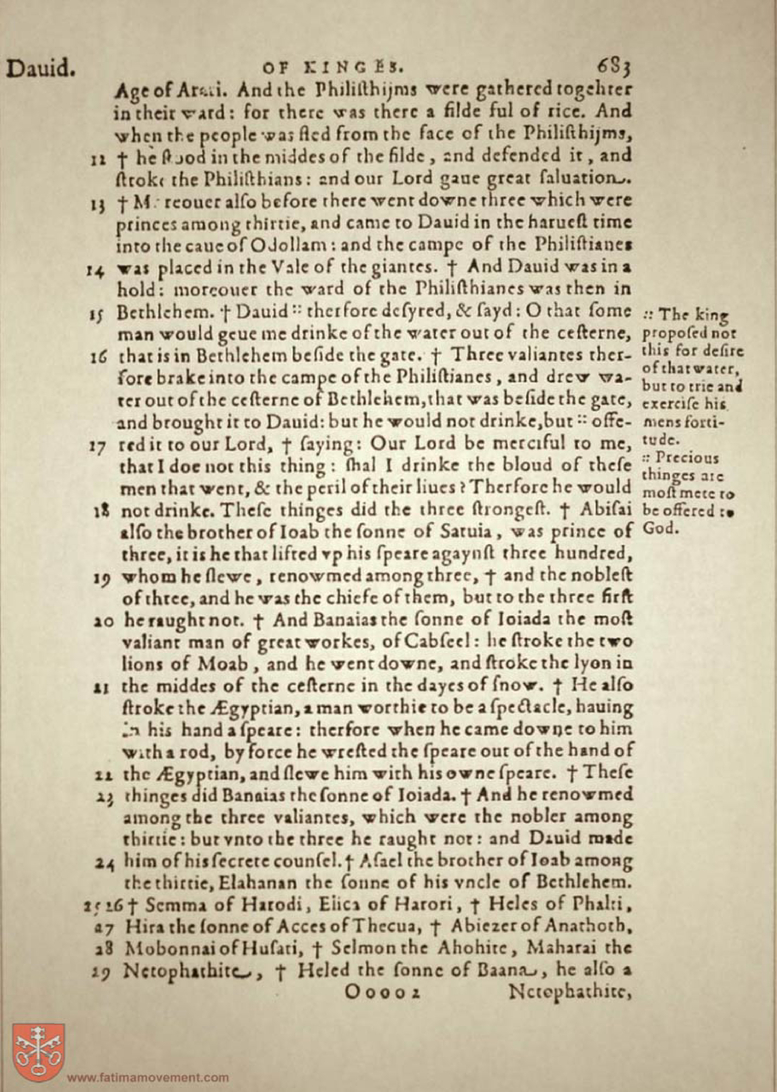 Dauid.
OF KINGES.
683
Age of Arari. And the Philiſthijms were gathered togehter
in their ward: for there was there a filde ful of rice. And
when the people was fled from the face of the Philiſthijms,
12 † he ſtood in the middes of the filde, and defended it, and
ſtroke the Philiſthians: and our Lord gaue great ſaluation.
13 † Moreouer alſo before there went downe three which were
princes among thirtie, and came to Dauid in the harueſt time
into the caue of Odollam: and the campe of the Philiſtianes
14 was placed in the Vale of the giantes. † And Dauid was in a
hold: moreouer the ward of the Philiſthianes was then in
15 Bethlehem. † Dauid :: therfore deſyred, & ſayd: O that ſome
man would geue me drinke of the water out of the ceſterne,
16 that is in Bethlehem beſide the gate. † Three valiantes ther-
fore brake into the campe of the Philiſtianes, and drew wa-
ter out of the ceſterne of Bethlehem, that was beſide the gate,
and brought it to Dauid: but he would not drinke, but :: offe-
17 red it to our Lord, † ſaying: Our Lord be merciful to me,
that I doe not this thing: ſhal I drinke the bloud of theſe
men that went, & the peril of their liues? Therfore he would
18 not drinke. Theſe thinges did the three ſtrongeſt. † Abiſai
alſo the brother of Ioab the ſonne of Saruia, was prince of
three, it is he that lifted vp his ſpeare agaynſt three hundred,
19 whom he ſlewe, renowmed among three, † and the nobleſt
of three, and he was the chiefe of them, but to the three firſt
20 he raught not. † And Banaias the ſonne of Ioiada the moſt
valiant man of great workes, of Cabſeel: he ſtroke the two
lions of Moab, and he went downe, and ſtroke the lyon in
21 the middes of the ceſterne in the dayes of ſnow. † He alſo
ſtroke the Ægyptian, a man worthie to be a ſpectacle, hauing
in his hand a ſpeare: therfore when he came downe to him
with a rod, by force he wreſted the ſpeare out of the hand of
22 the Ægyptian, and ſlewe him with his owne ſpeare. † Theſe
23 thinges did Banaias the ſonne of Ioiada. † And he renowmed
among the three valiantes, which were the nobler among
thirtie: but vnto the three he raught not: and Dauid made
24 him of his ſecrete counſel. † Aſael the brother of Ioab among
the thirtie, Elahanan the ſonne of his vncle of Bethlehem.
25 26 † Semma of Harodi, Elica of Harori, † Heles of Phalti,
27 Hira the ſonne of Acces of Thecua, † Abiezer of Anathoth,
28 Mobonnai of Huſati, † Selmon the Ahohite, Maharai the
29 Netophathite, † Heled the ſonne of Baana, he alſo a
Ooooo 2
Netophathite,
:: The king
propoſed not
this for deſire
of that water,
but to trie and
exerciſe his
mens forti-
tude.
:: Precious
thinges are
moſt mete to
be offered to
God.
www.fatimamovement.com